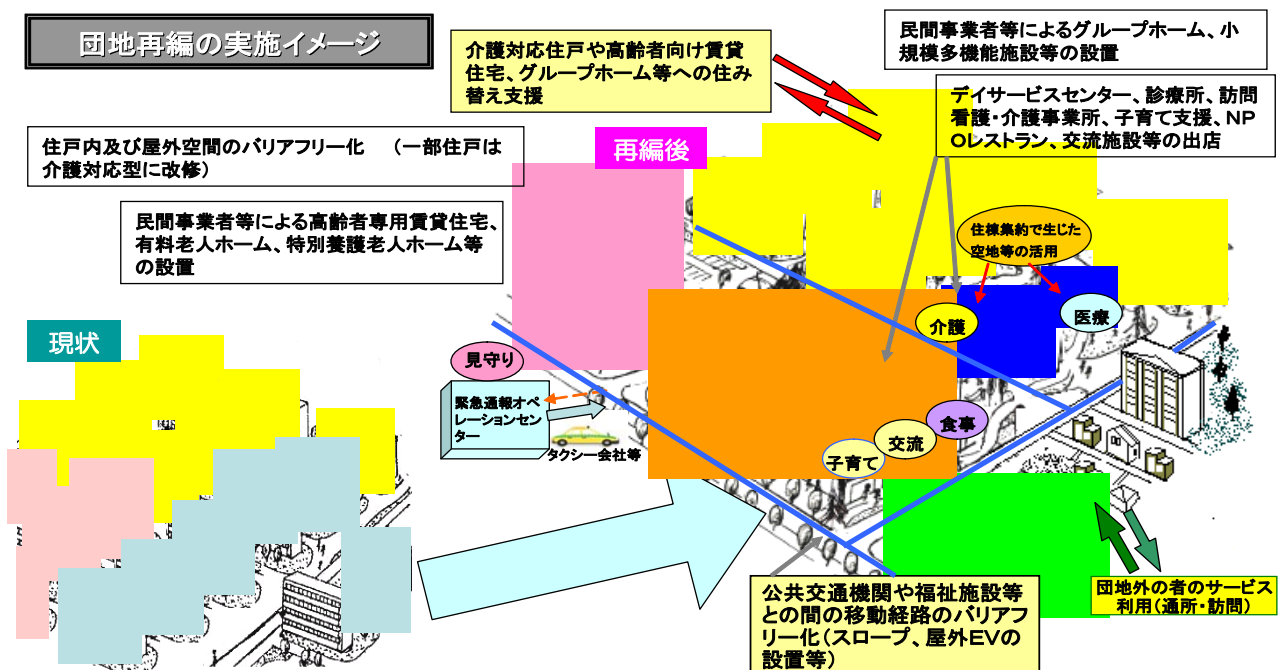 団地再編の実施イメージ
介護対応住戸や高齢者向け賃貸
住宅、グループホーム等への住み
替え支援
民間事業者等によるグループホーム、小
規模多機能施設等の設置
デイサービスセンター、診療所、訪問
看護・介護事業所、子育て支援、NP
Oレストラン、交流施設等の出店
住戸内及び屋外空間のバリアフリー化　（一部住戸は
介護対応型に改修）
再編後
民間事業者等による高齢者専用賃貸住宅、
有料老人ホーム、特別養護老人ホーム等
の設置
住棟集約で生じた
空地等の活用
現状
介護
医療
見守り
緊急通報オペ
レーションセン
ター
タクシー会社等
食事
交流
子育て
公共交通機関や福祉施設等
との間の移動経路のバリアフ
リー化（スロープ、屋外EVの
設置等）
団地外の者のサービス
利用（通所・訪問）